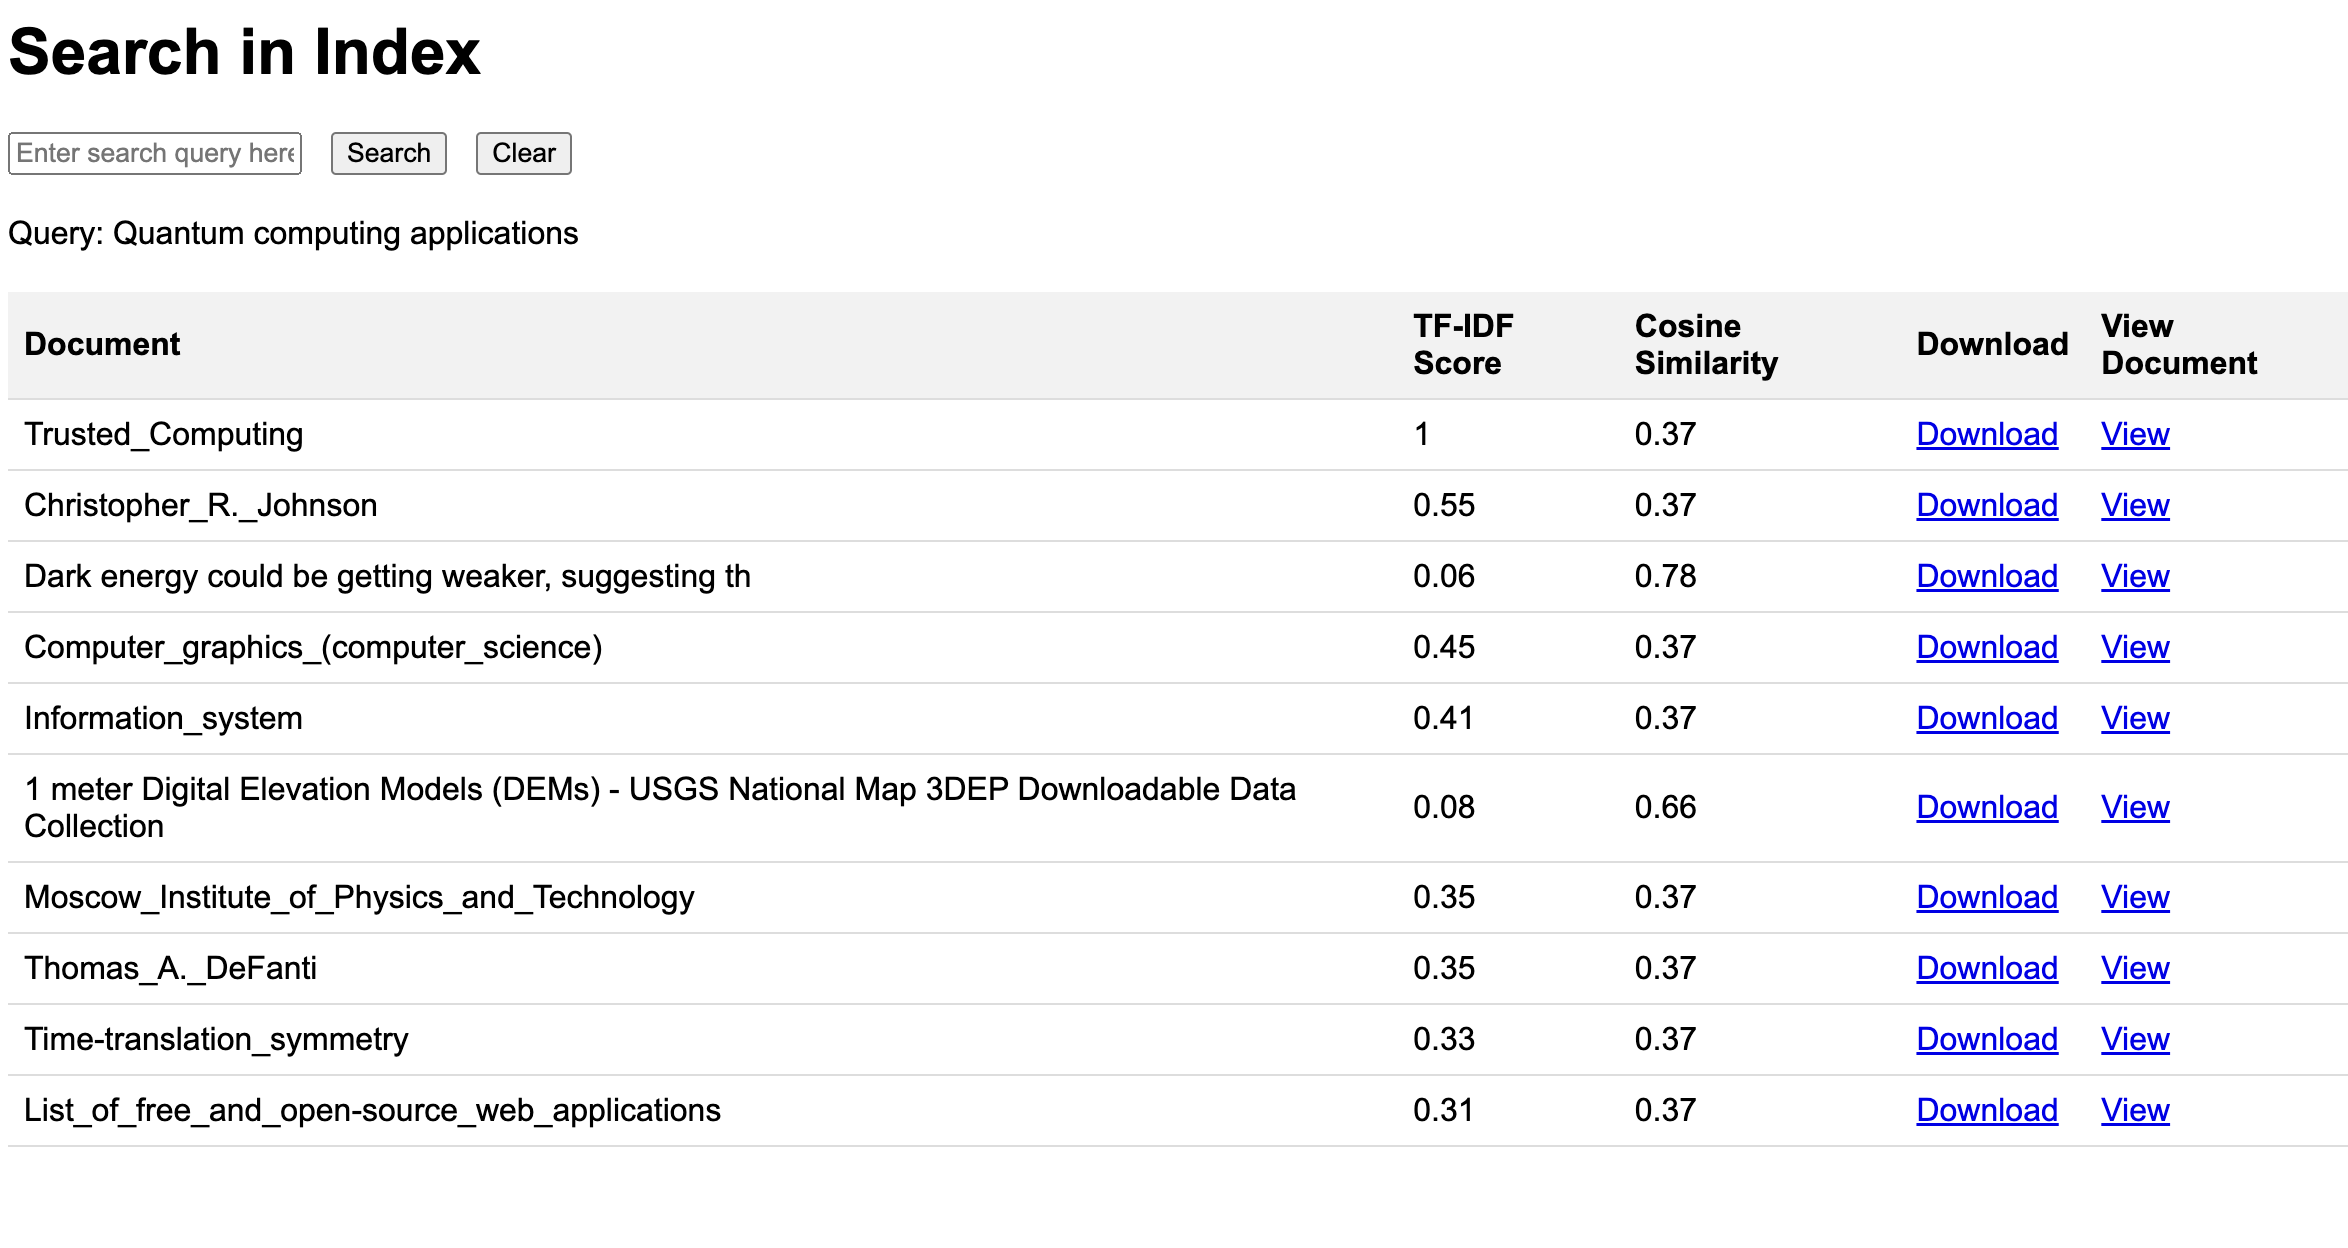 Search in Index
Enter search query here Search Clear
Query: Quantum computing applications
Document TF-IDF Score Cosine Similarity Download View Document
Trusted_Computing 1 0.37 Download View
Christopher_R._Johnson 0.55 0.37 Download View
Dark energy could be getting weaker, suggesting th 0.06 0.78 Download View
Computer_graphics_(computer_science) 0.45 0.37 Download View
Information_system 0.41 0.37 Download View
1 meter Digital Elevation Models (DEMs) - USGS National Map 3DEP Downloadable Data
Collection 0.08 0.66 Download View
Moscow_Institute_of_Physics_and_Technology 0.35 0.37 Download View
Thomas_A._DeFanti 0.35 0.37 Download View
Time-translation_symmetry 0.33 0.37 Download View
List_of_free_and_open-source_web_applications 0.31 0.37 Download View